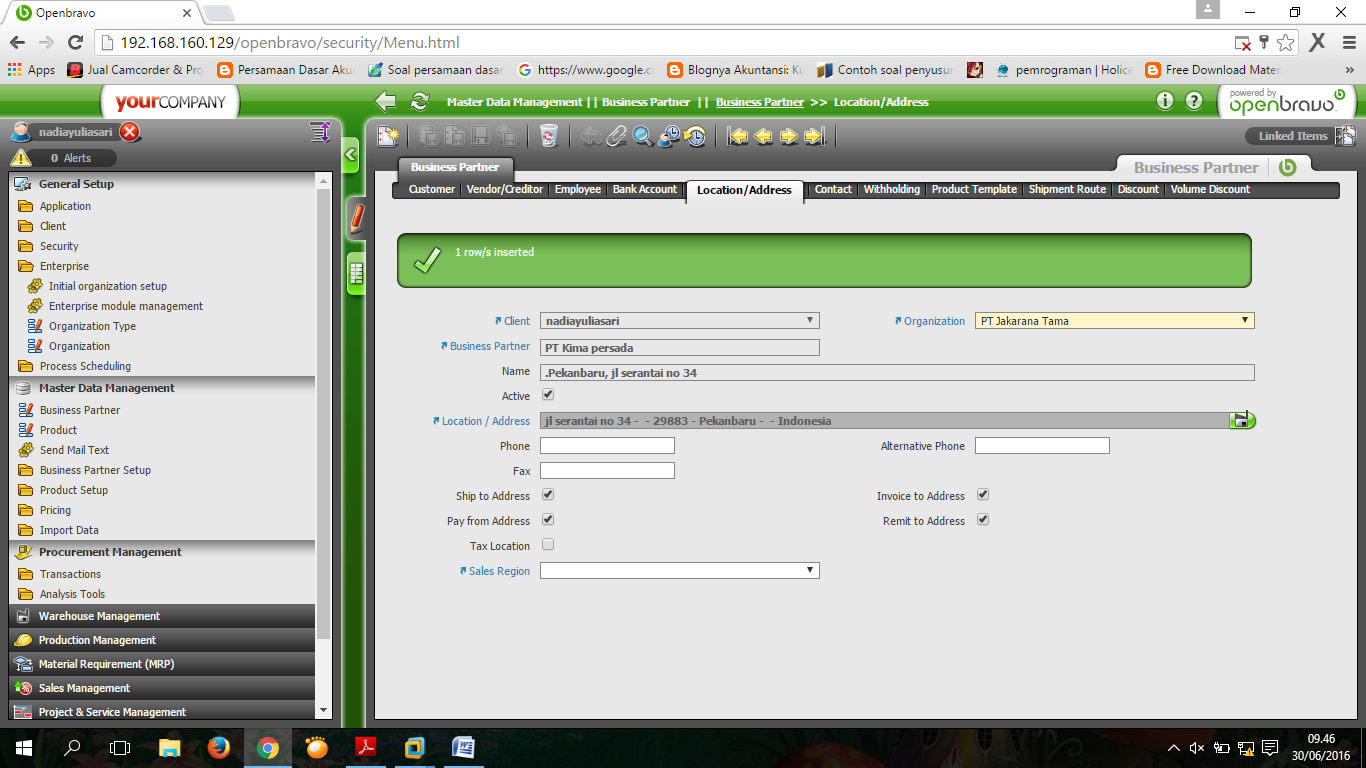 Openbravo
192.168.160.129/openbravo/security/Menu.html
Apps Jual Camcorder & Pro Persamaan Dasar Aku Soal persamaan dasar https://www.google.c Blognya Akuntansi: Ku Contoh soal penyusun pemrograman | Holice Free Download Mater »
yourCOMPANY
Master Data Management || Business Partner || Business Partner >> Location/Address
powered by
openbravo
nadiayuliasari
Linked Items
0 Alerts
Business Partner
Business Partner
Customer Vendor/Creditor Employee Bank Account Location/Address Contact Withholding Product Template Shipment Route Discount Volume Discount
General Setup
Application
Client
Security
Enterprise
Initial organization setup
Enterprise module management
Organization Type
Organization
Process Scheduling
Master Data Management
Business Partner
Product
Send Mail Text
Business Partner Setup
Product Setup
Pricing
Import Data
Procurement Management
Transactions
Analysis Tools
Warehouse Management
Production Management
Material Requirement (MRP)
Sales Management
Project & Service Management
1 row/s inserted
Client nadiayuliasari Organization PT Jakarana Tama
Business Partner PT Kima persada
Name .Pekanbaru, jl serantai no 34
Active
Location / Address jl serantai no 34 - - 29883 - Pekanbaru - - Indonesia
Phone Alternative Phone
Fax
Ship to Address Invoice to Address
Pay from Address Remit to Address
Tax Location
Sales Region
09.46
30/06/2016